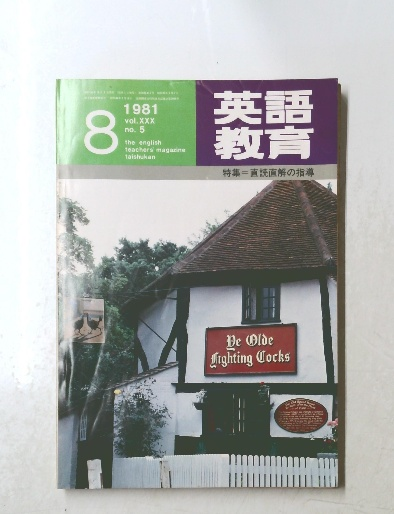 8
1981
vol.XXX
no. 5
the english
teachers' magazine
taishukan
英語
教育
特集＝直読直解の指導
Ye Olde
Fighting Cocks